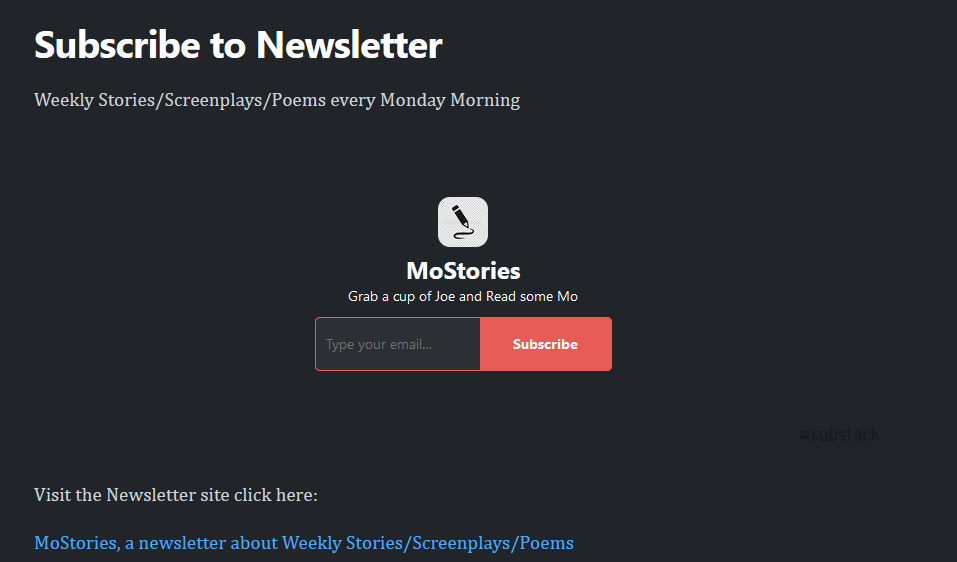 Subscribe to Newsletter
Weekly Stories/Screenplays/Poems every Monday Morning
MoStories
Grab a cup of Joe and Read some Mo
Type your email... Subscribe
substack
Visit the Newsletter site click here:
MoStories, a newsletter about Weekly Stories/Screenplays/Poems